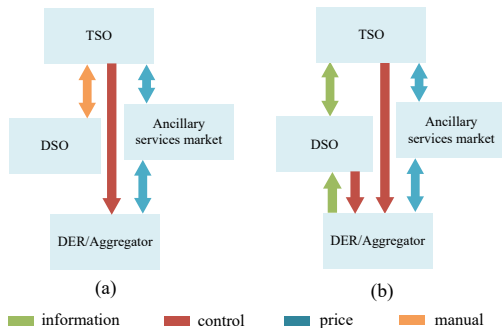 TSO
DSO
Ancillary
services market
DER/Aggregator
(a)
TSO
DSO
Ancillary
services market
DER/Aggregator
(b)
information control price manual